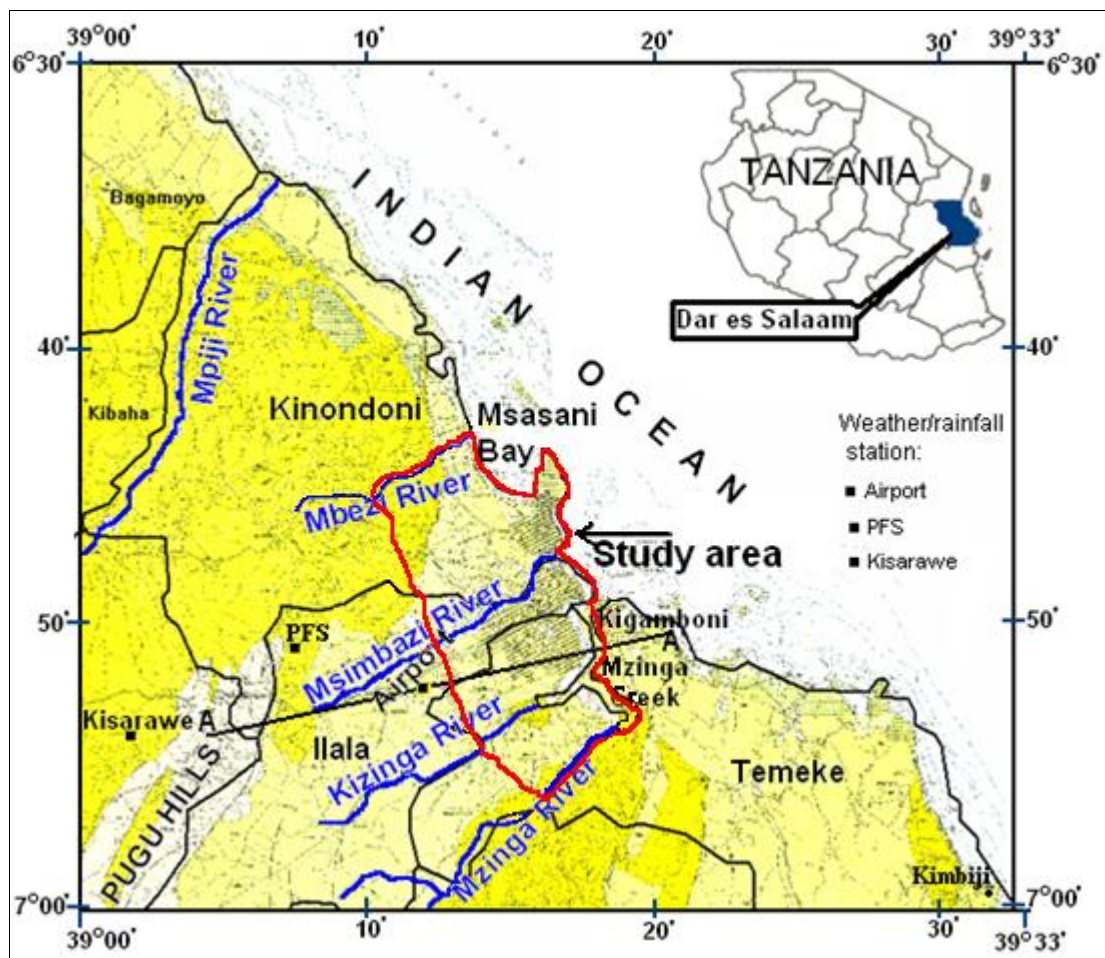 39°00'
10'
20'
30'
39°33'
6°30'
6°30'
TANZANIA
Dar es Salaam
INDIAN
OCEAN
Bagamoyo
Mpiji River
40'
40'
Kibaha
Kinondoni
Msasani
Bay
Weather/rainfall
station:
Airport
PFS
Kisarawe
Mbezi River
Study area
50'
50'
PFS
Msimbazi River
Kigamboni
A
Airport
Mzinga
Creek
Kisarawe A
Ilala
Kizinga River
Temeke
PUGU HILLS
Mzinga River
Kimbiji
7°00'
7°00'
39°00'
10'
20'
30'
39°33'